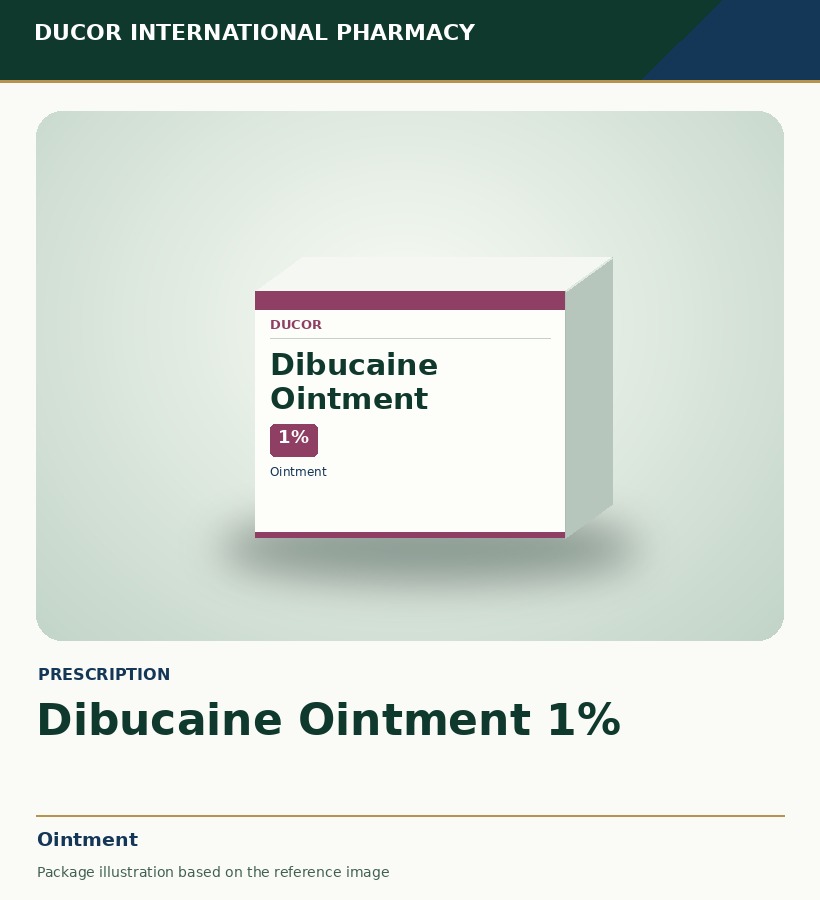 DUCOR INTERNATIONAL PHARMACY
DUCOR
Dibucaine
Ointment
1%
Ointment
PRESCRIPTION
Dibucaine Ointment 1%
Ointment
Package illustration based on the reference image